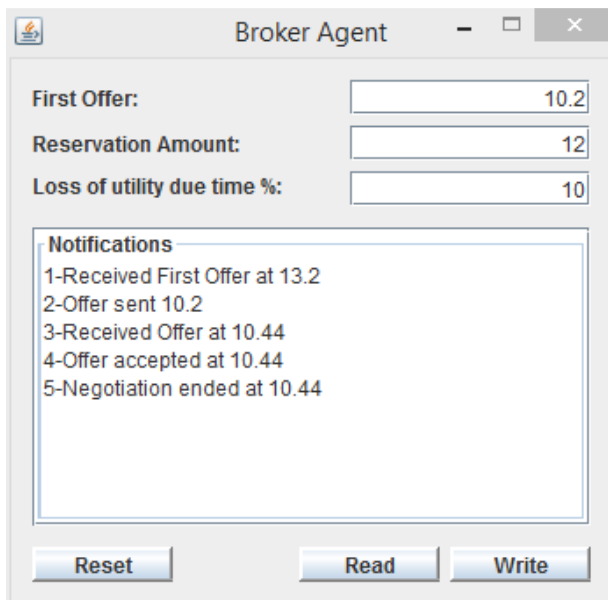 Broker Agent
First Offer: 10.2
Reservation Amount: 12
Loss of utility due time %: 10
Notifications
1-Received First Offer at 13.2
2-Offer sent 10.2
3-Received Offer at 10.44
4-Offer accepted at 10.44
5-Negotiation ended at 10.44
Reset Read Write